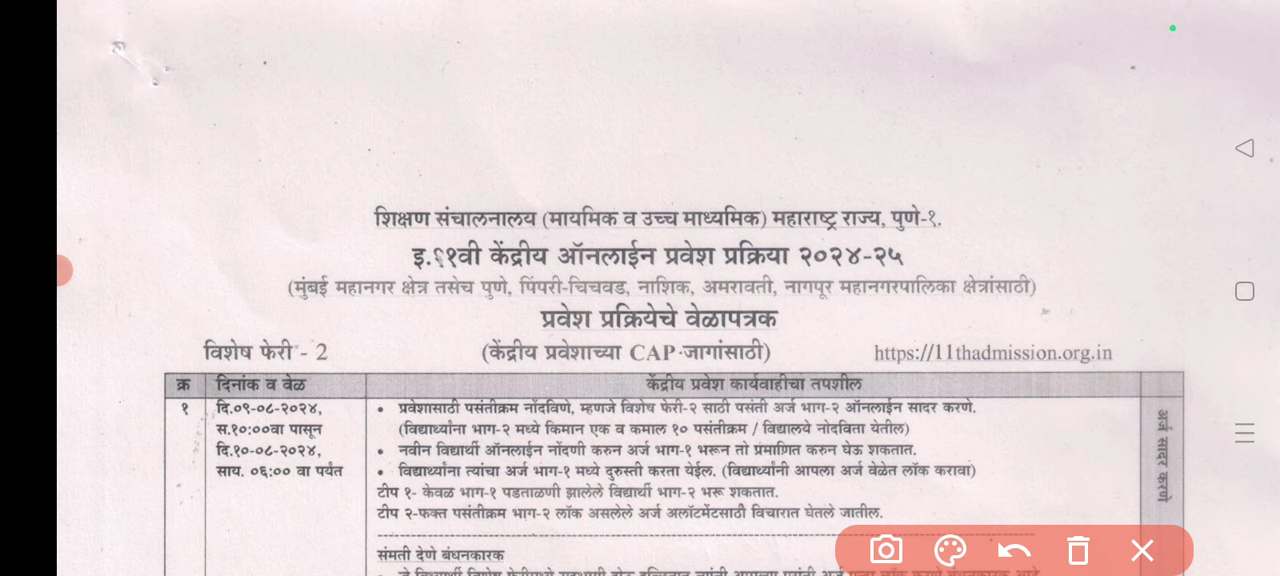 शिक्षण संचालनालय (मायमिक व उच्च माध्यमिक) महाराष्ट्र राज्य, पुणे-१.
इ.११वी केंद्रीय ऑनलाईन प्रवेश प्रक्रिया २०२४-२५
(मुंबई महानगर क्षेत्र तसेच पुणे, पिंपरी-चिंचवड, नाशिक, अमरावती, नागपूर महानगरपालिका क्षेत्रांसाठी)
प्रवेश प्रक्रियेचे वेळापत्रक
विशेष फेरी - 2 (केंद्रीय प्रवेशाच्या CAP जागांसाठी) https://11thadmission.org.in
क्र दिनांक व वेळ केंद्रीय प्रवेश कार्यवाहीचा तपशील
१ दि.०९-०८-२०२४, • प्रवेशासाठी पसंतीक्रम नोंदविणे, म्हणजे विशेष फेरी-२ साठी पसंती अर्ज भाग-२ ऑनलाईन सादर करणे.
स.१०:००वा पासून (विद्यार्थ्यांना भाग-२ मध्ये किमान एक व कमाल १० पसंतीक्रम / विद्यालये नोदविता येतील)
दि.१०-०८-२०२४, • नवीन विद्यार्थी ऑनलाईन नोंदणी करुन अर्ज भाग-१ भरून तो प्रमाणित करुन घेऊ शकतात.
साय. ०६:०० वा पर्यंत • विद्यार्थ्यांना त्यांचा अर्ज भाग-१ मध्ये दुरुस्ती करता येईल. (विद्यार्थ्यांनी आपला अर्ज वेळेत लॉक करावा)
टीप १- केवळ भाग-१ पडताळणी झालेले विद्यार्थी भाग-२ भरू शकतात.
टीप २-फक्त पसंतीक्रम भाग-२ लॉक असलेले अर्ज अलॉटमेंटसाठी विचारात घेतले जातील.
अर्ज सादर करणे
संमती देणे बंधनकारक